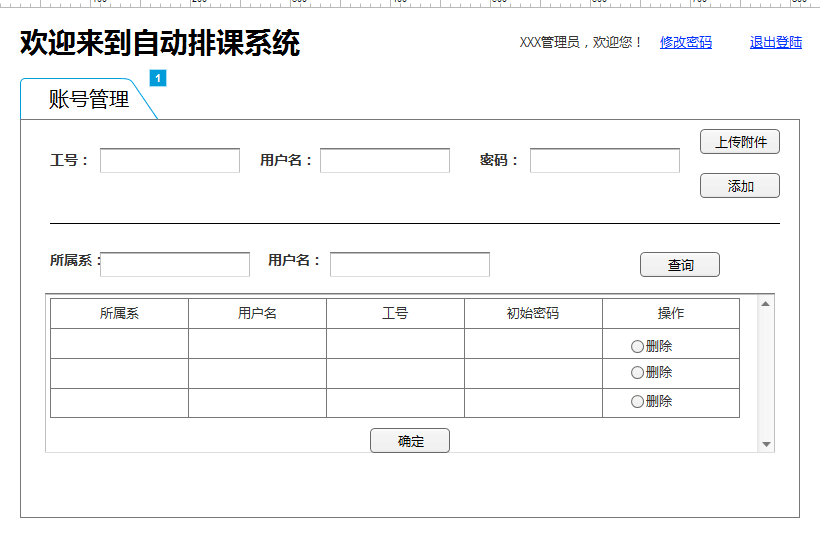 欢迎来到自动排课系统
XXX管理员，欢迎您！ 修改密码 退出登陆
1
账号管理
上传附件
工号： 用户名： 密码：
添加
所属系： 用户名： 查询
所属系 用户名 工号 初始密码 操作
删除
删除
删除
确定